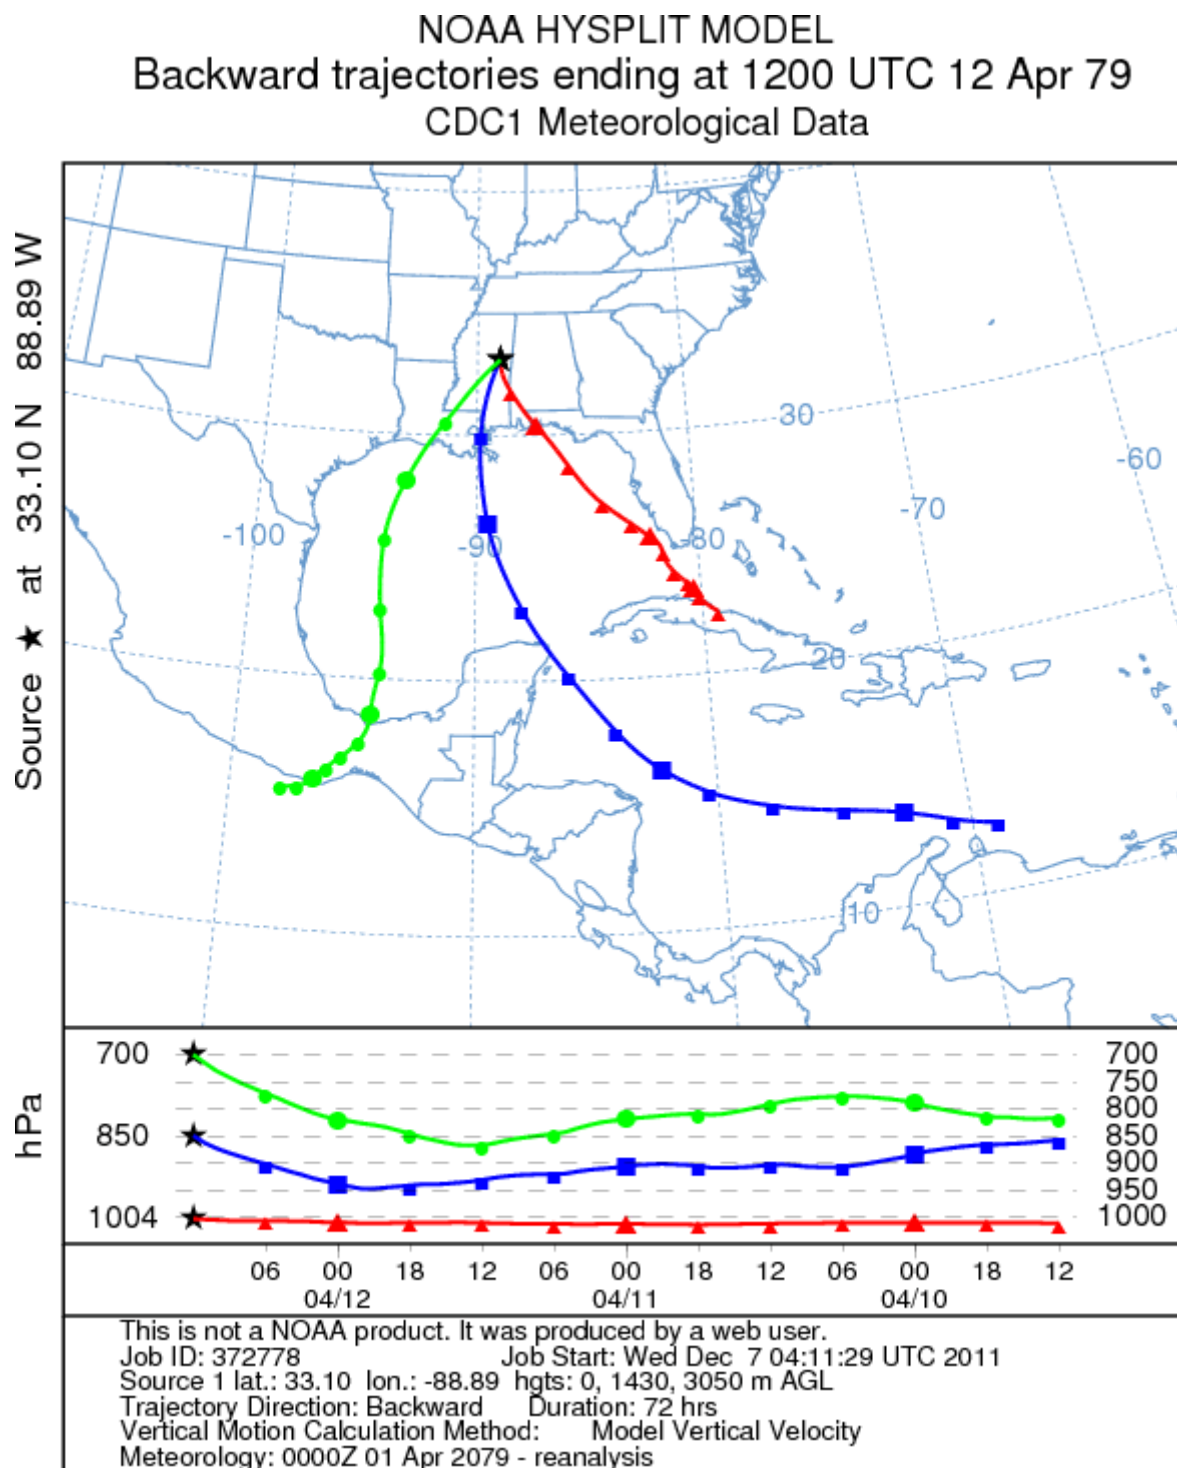 NOAA HYSPLIT MODEL
Backward trajectories ending at 1200 UTC 12 Apr 79
CDC1 Meteorological Data
Source ★ at 33.10 N 88.89 W
40
30
-60
-70
-100
-90
-80
20
10
hPa
700 700
750
800
850 850
900
950
1004 1000
06 00 18 12 06 00 18 12 06 00 18 12
04/12 04/11 04/10
This is not a NOAA product. It was produced by a web user.
Job ID: 372778 Job Start: Wed Dec 7 04:11:29 UTC 2011
Source 1 lat.: 33.10 lon.: -88.89 hgts: 0, 1430, 3050 m AGL
Trajectory Direction: Backward Duration: 72 hrs
Vertical Motion Calculation Method: Model Vertical Velocity
Meteorology: 0000Z 01 Apr 2079 - reanalysis